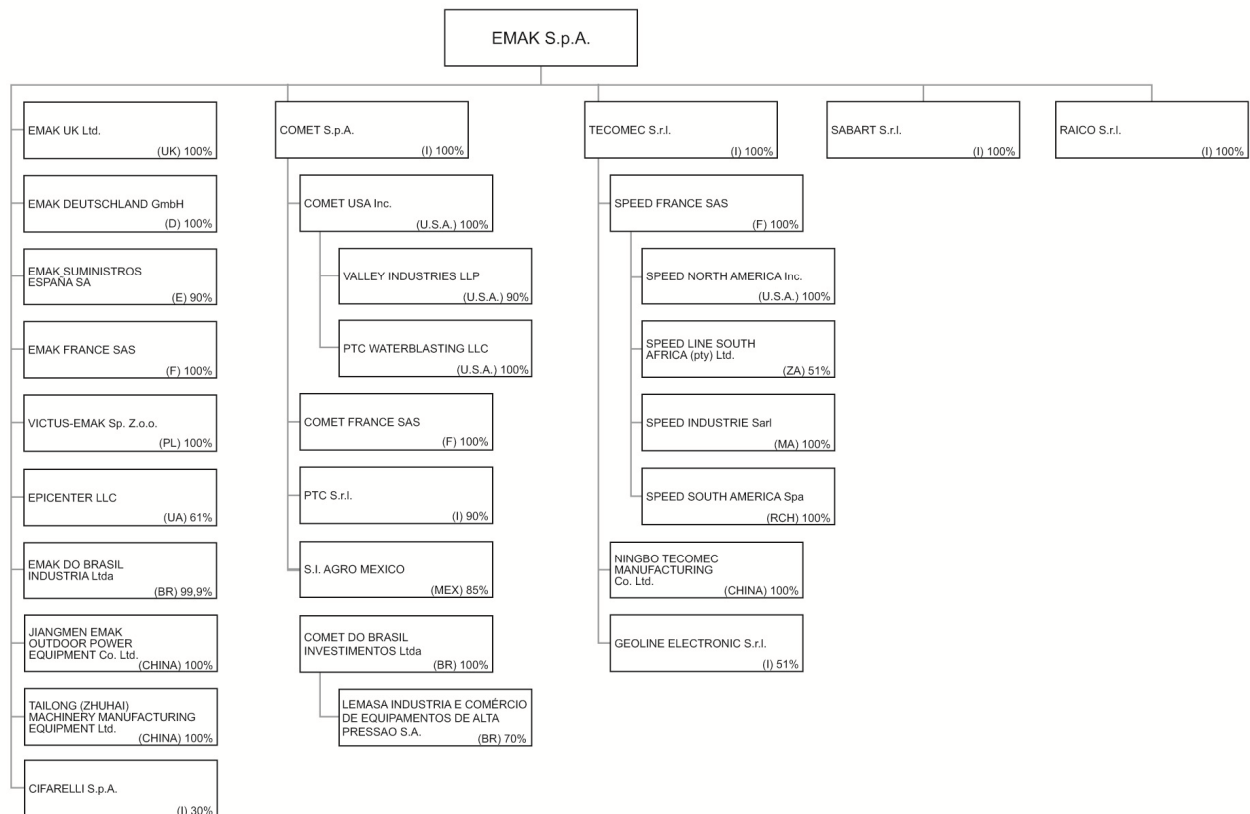 EMAK S.p.A.
EMAK UK Ltd.
(UK) 100%
EMAK DEUTSCHLAND GmbH
(D) 100%
EMAK SUMINISTROS
ESPAÑA SA
(E) 90%
EMAK FRANCE SAS
(F) 100%
VICTUS-EMAK Sp. Z.o.o.
(PL) 100%
EPICENTER LLC
(UA) 61%
EMAK DO BRASIL
INDUSTRIA Ltda
(BR) 99,9%
JIANGMEN EMAK
OUTDOOR POWER
EQUIPMENT Co. Ltd.
(CHINA) 100%
TAILONG (ZHUHAI)
MACHINERY MANUFACTURING
EQUIPMENT Ltd.
(CHINA) 100%
CIFARELLI S.p.A.
(I) 30%
COMET S.p.A.
(I) 100%
COMET USA Inc.
(U.S.A.) 100%
VALLEY INDUSTRIES LLP
(U.S.A.) 90%
PTC WATERBLASTING LLC
(U.S.A.) 100%
COMET FRANCE SAS
(F) 100%
PTC S.r.l.
(I) 90%
S.I. AGRO MEXICO
(MEX) 85%
COMET DO BRASIL
INVESTIMENTOS Ltda
(BR) 100%
LEMASA INDUSTRIA E COMÉRCIO
DE EQUIPAMENTOS DE ALTA
PRESSAO S.A.
(BR) 70%
TECOMEC S.r.l.
(I) 100%
SPEED FRANCE SAS
(F) 100%
SPEED NORTH AMERICA Inc.
(U.S.A.) 100%
SPEED LINE SOUTH
AFRICA (pty) Ltd.
(ZA) 51%
SPEED INDUSTRIE Sarl
(MA) 100%
SPEED SOUTH AMERICA Spa
(RCH) 100%
NINGBO TECOMEC
MANUFACTURING
Co. Ltd.
(CHINA) 100%
GEOLINE ELECTRONIC S.r.l.
(I) 51%
SABART S.r.l.
(I) 100%
RAICO S.r.l.
(I) 100%